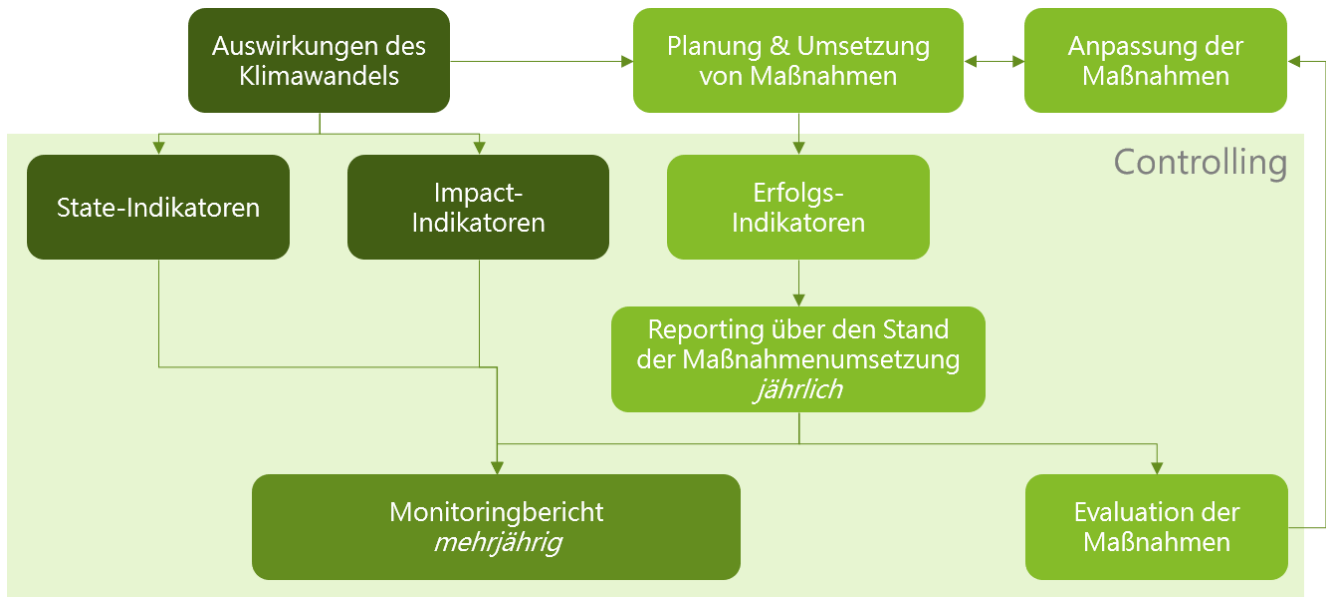 Auswirkungen des
Klimawandels
Planung & Umsetzung
von Maßnahmen
Anpassung der
Maßnahmen
Controlling
State-Indikatoren
Impact-
Indikatoren
Erfolgs-
Indikatoren
Reporting über den Stand
der Maßnahmenumsetzung
jährlich
Monitoringbericht
mehrjährig
Evaluation der
Maßnahmen